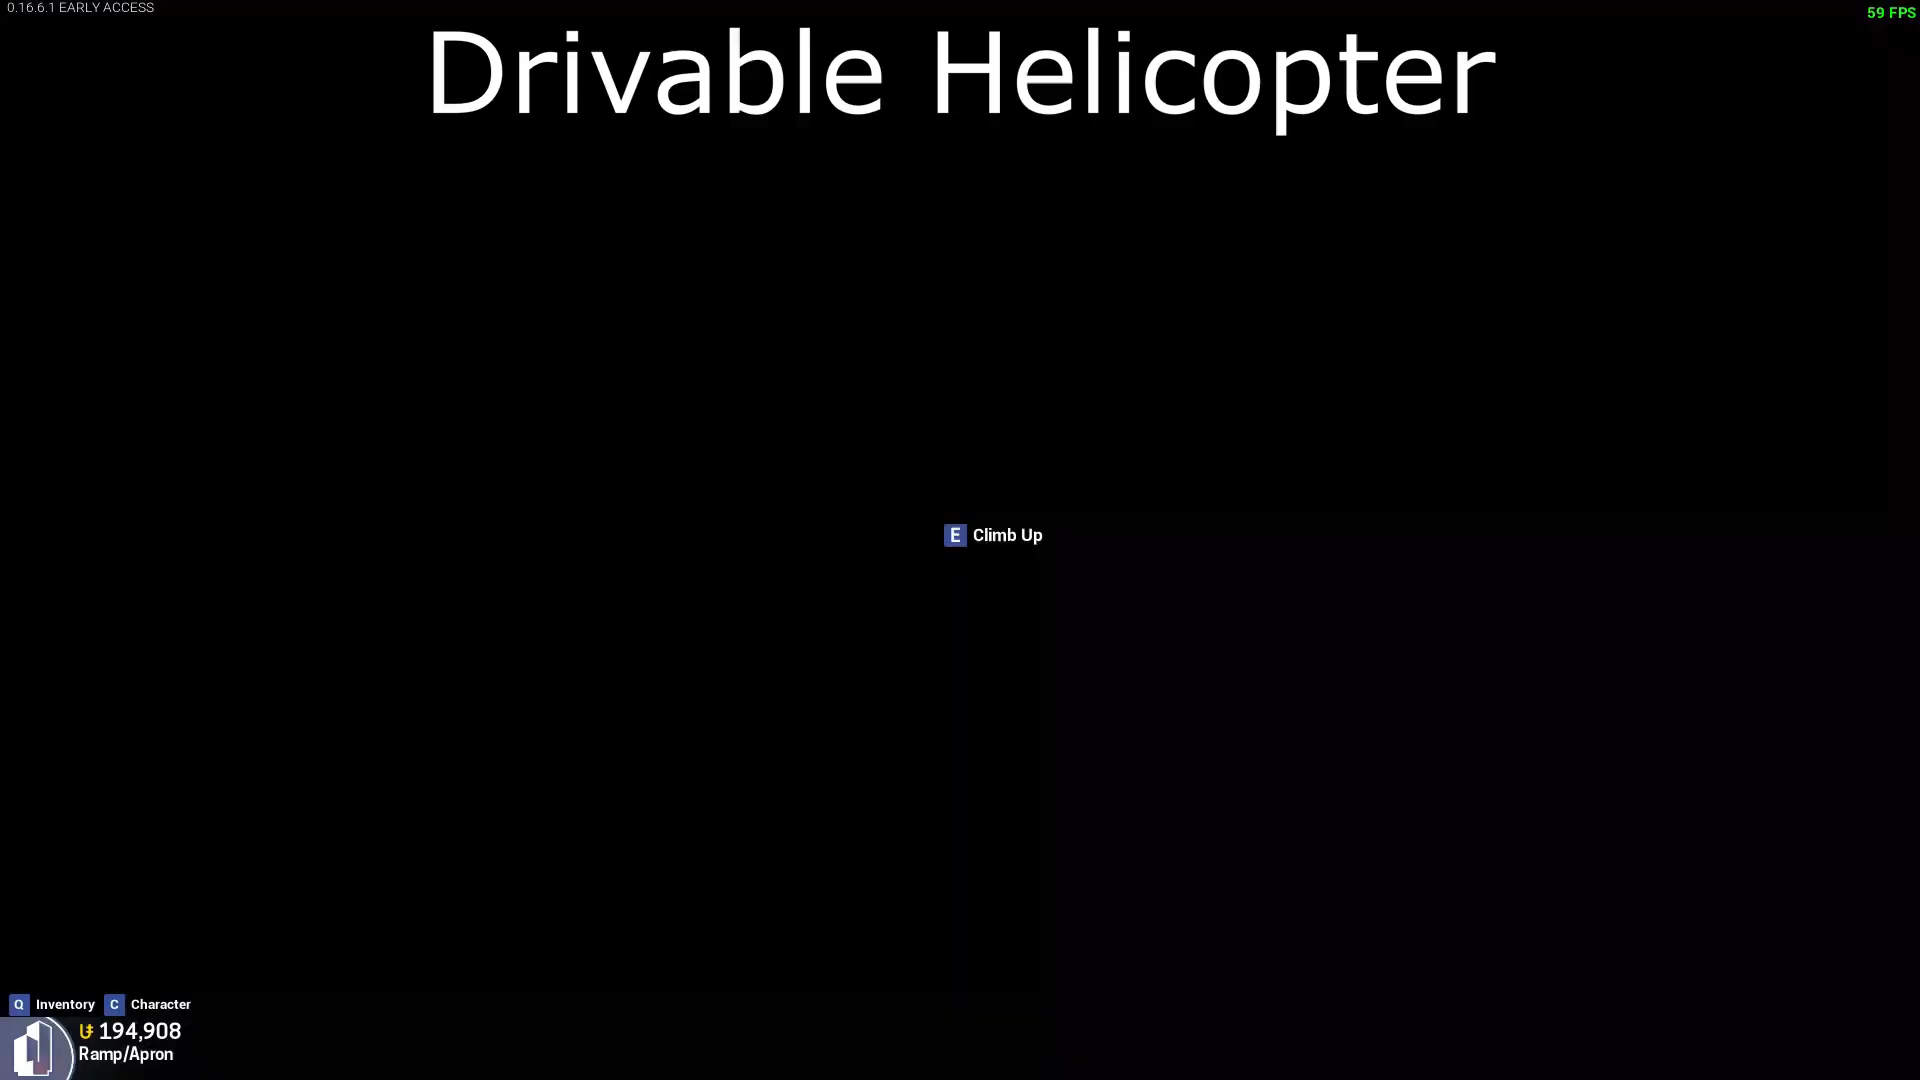 0.16.6.1 EARLY ACCESS
59 FPS
Drivable Helicopter
E Climb Up
Q Inventory C Character
194,908
Ramp/Apron